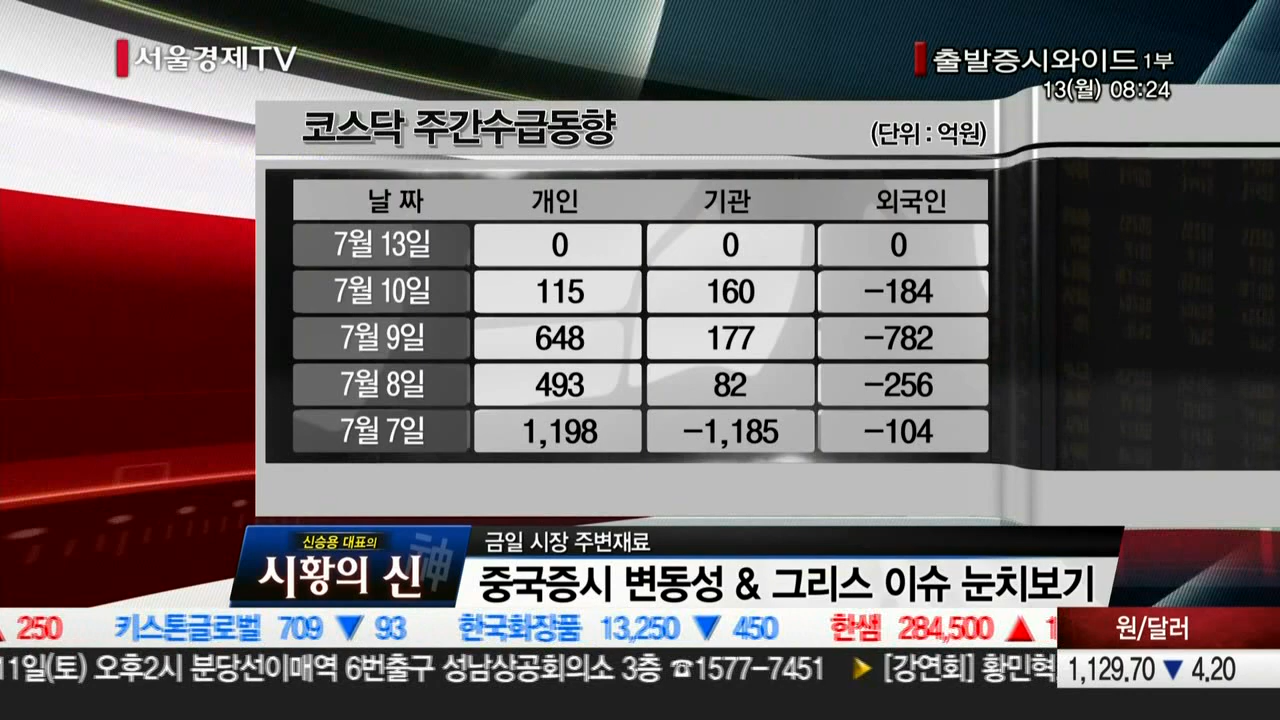 서울경제TV
출발증시와이드 1부
13(월) 08:24
코스닥 주간수급동향
(단위 : 억원)
날 짜 개인 기관 외국인
7월 13일 0 0 0
7월 10일 115 160 -184
7월 9일 648 177 -782
7월 8일 493 82 -256
7월 7일 1,198 -1,185 -104
신승용 대표의
시황의 신
금일 시장 주변재료
중국증시 변동성 & 그리스 이슈 눈치보기
▲ 250 키스톤글로벌 709 ▼ 93 한국화장품 13,250 ▼ 450 한샘 284,500 ▲ 1
원/달러
11일(토) 오후2시 분당선이매역 6번출구 성남상공회의소 3층 ☎1577-7451 ▶ [강연회] 황민혁
1,129.70 ▼ 4.20